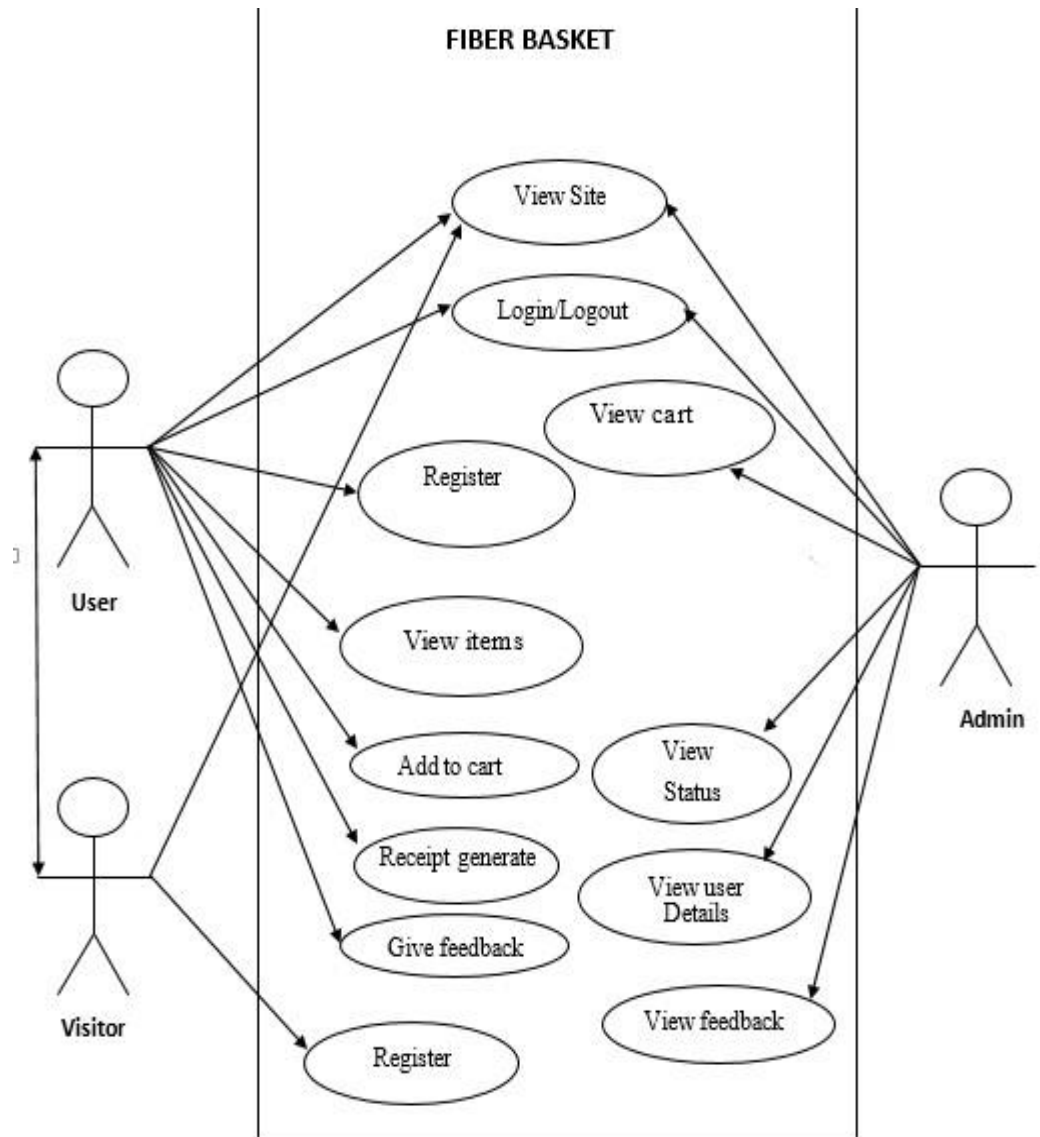 FIBER BASKET
View Site
Login/Logout
View cart
Register
User
View items
Admin
Add to cart
View
Status
Receipt generate
View user
Details
Give feedback
Visitor
View feedback
Register